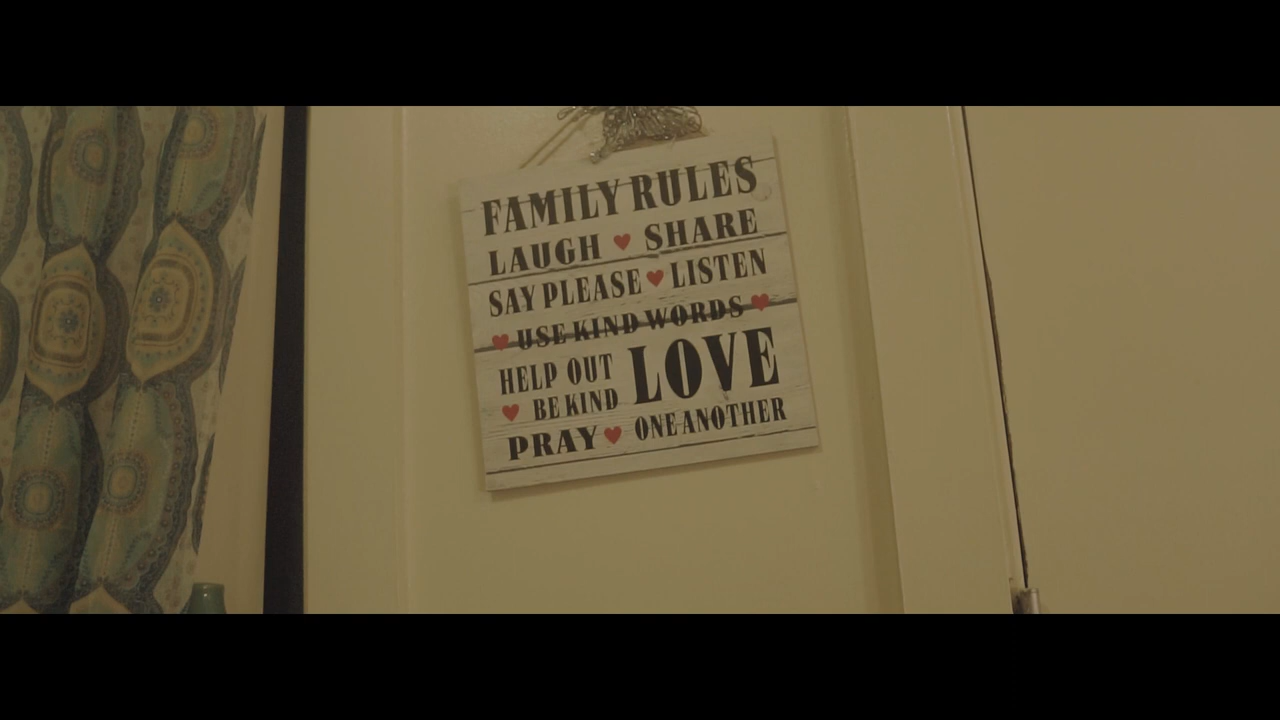 FAMILY RULES
LAUGH ♥ SHARE
SAY PLEASE ♥ LISTEN
♥ USE KIND WORDS ♥
HELP OUT
♥ BE KIND
LOVE
PRAY ♥ ONE ANOTHER